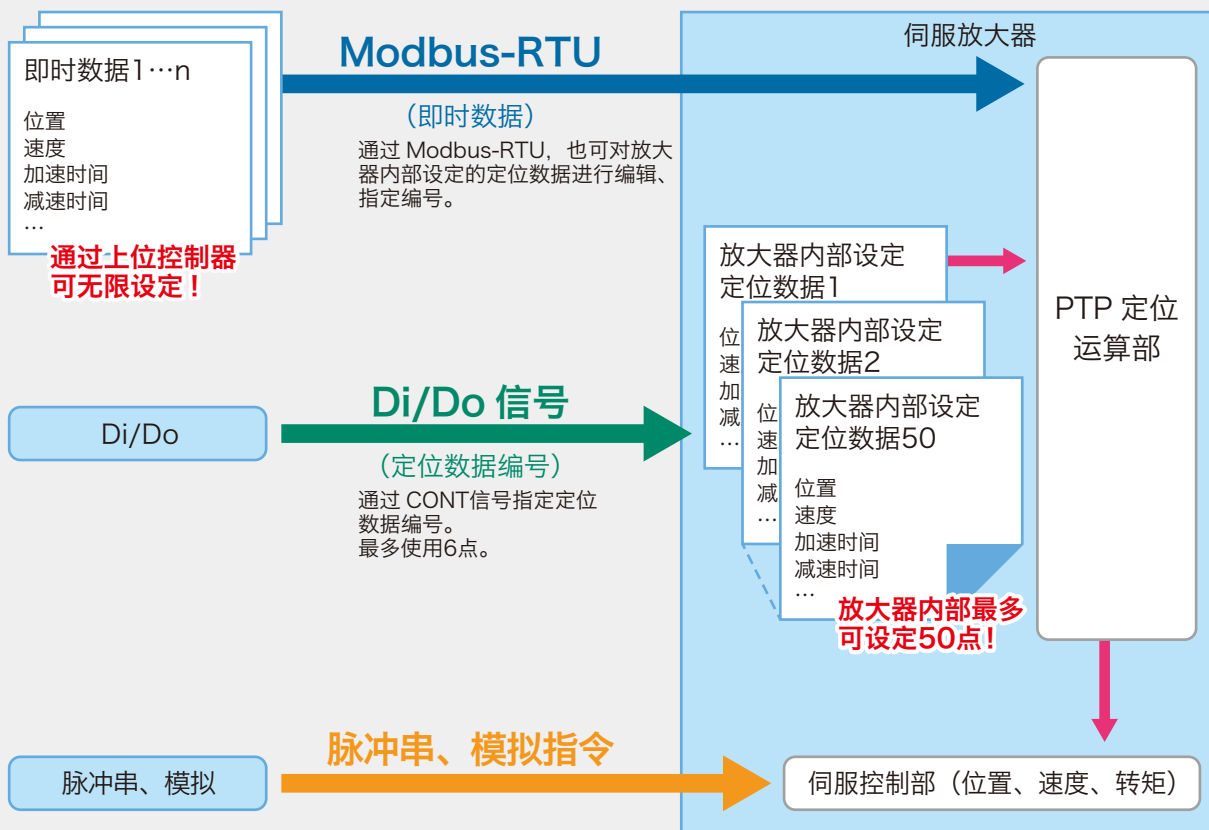 伺服放大器
即时数据1…n
位置
速度
加速时间
减速时间
…
通过上位控制器
可无限设定！
Modbus-RTU
（即时数据）
通过 Modbus-RTU，也可对放大
器内部设定的定位数据进行编辑、
指定编号。
放大器内部设定
定位数据1
位
速
加
减
…
放大器内部设定
定位数据2
位
速
加
减
…
放大器内部设定
定位数据50
位置
速度
加速时间
减速时间
…
放大器内部最多
可设定50点！
PTP 定位
运算部
Di/Do
Di/Do 信号
（定位数据编号）
通过 CONT信号指定定位
数据编号。
最多使用6点。
脉冲串、模拟
脉冲串、模拟指令
伺服控制部（位置、速度、转矩）